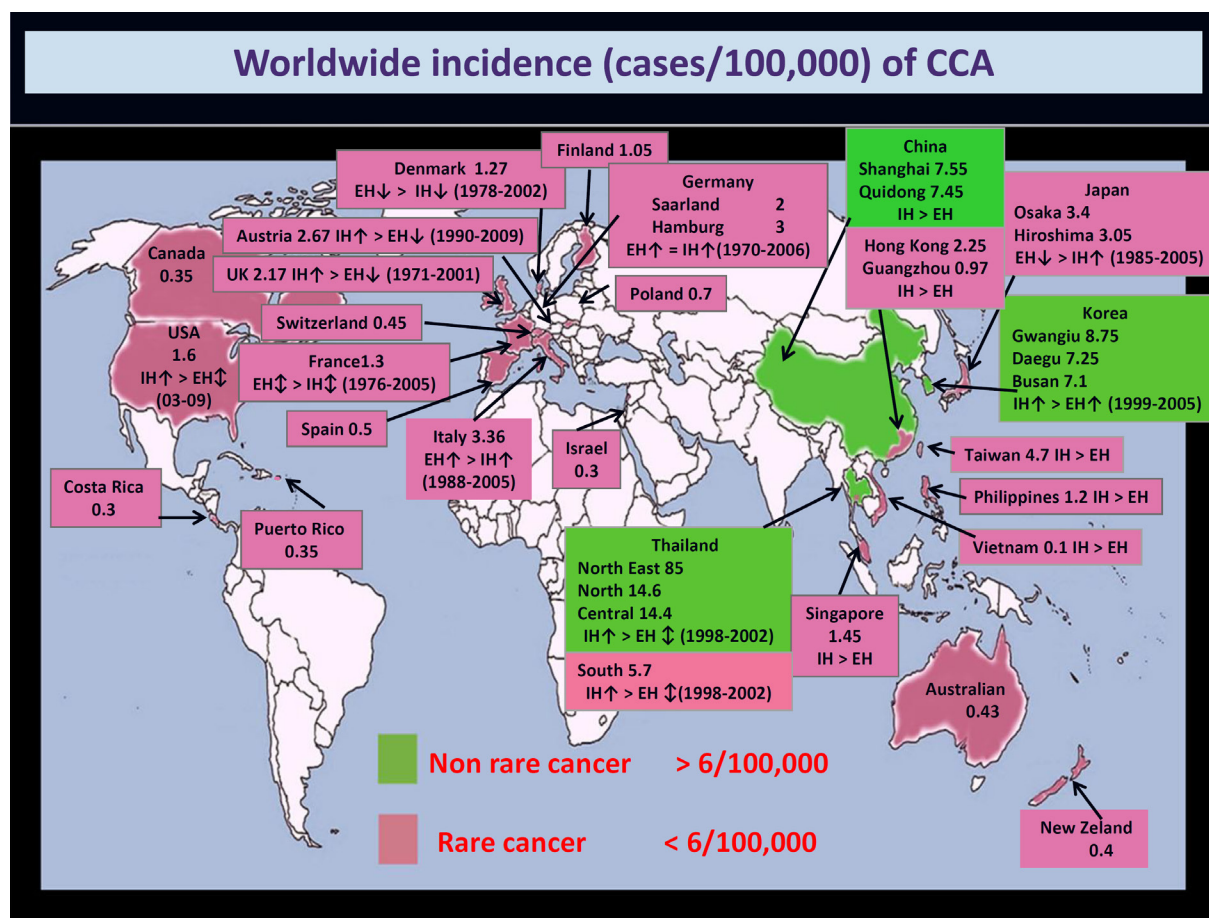 Worldwide incidence (cases/100,000) of CCA
Finland 1.05
Denmark 1.27
EH↓ > IH↓ (1978-2002)
Germany
Saarland 2
Hamburg 3
EH↑ = IH↑(1970-2006)
China
Shanghai 7.55
Quidong 7.45
IH > EH
Hong Kong 2.25
Guangzhou 0.97
IH > EH
Japan
Osaka 3.4
Hiroshima 3.05
EH↓ > IH↑ (1985-2005)
Austria 2.67 IH↑ > EH↓ (1990-2009)
Canada
0.35
UK 2.17 IH↑ > EH↓ (1971-2001)
Poland 0.7
Switzerland 0.45
Korea
Gwangiu 8.75
Daegu 7.25
Busan 7.1
IH↑ > EH↑ (1999-2005)
USA
1.6
IH↑ > EH↕
(03-09)
France1.3
EH↕ > IH↕ (1976-2005)
Spain 0.5
Italy 3.36
EH↑ > IH↑
(1988-2005)
Israel
0.3
Taiwan 4.7 IH > EH
Costa Rica
0.3
Puerto Rico
0.35
Philippines 1.2 IH > EH
Vietnam 0.1 IH > EH
Thailand
North East 85
North 14.6
Central 14.4
IH↑ > EH ↕ (1998-2002)
South 5.7
IH↑ > EH ↕(1998-2002)
Singapore
1.45
IH > EH
Australian
0.43
New Zeland
0.4
Non rare cancer > 6/100,000
Rare cancer < 6/100,000